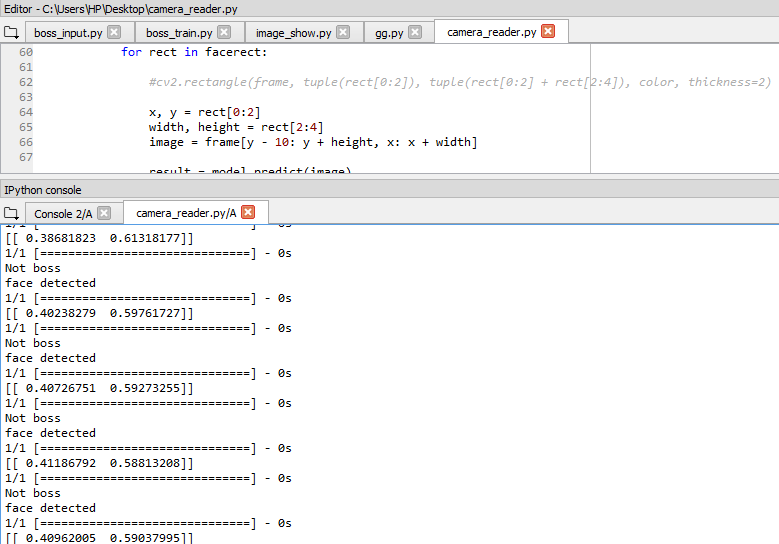 Editor - C:\Users\HP\Desktop\camera_reader.py
boss_input.py boss_train.py image_show.py gg.py camera_reader.py
60 for rect in facerect:
61
62 #cv2.rectangle(frame, tuple(rect[0:2]), tuple(rect[0:2] + rect[2:4]), color, thickness=2)
63
64 x, y = rect[0:2]
65 width, height = rect[2:4]
66 image = frame[y - 10: y + height, x: x + width]
67
result = model.predict(image)
IPython console
Console 2/A camera_reader.py/A
1/1 [==============================] - 0s
[[ 0.38681823  0.61318177]]
1/1 [==============================] - 0s
Not boss
face detected
1/1 [==============================] - 0s
[[ 0.40238279  0.59761727]]
1/1 [==============================] - 0s
Not boss
face detected
1/1 [==============================] - 0s
[[ 0.40726751  0.59273255]]
1/1 [==============================] - 0s
Not boss
face detected
1/1 [==============================] - 0s
[[ 0.41186792  0.58813208]]
1/1 [==============================] - 0s
Not boss
face detected
1/1 [==============================] - 0s
[[ 0.40962005  0.59037995]]